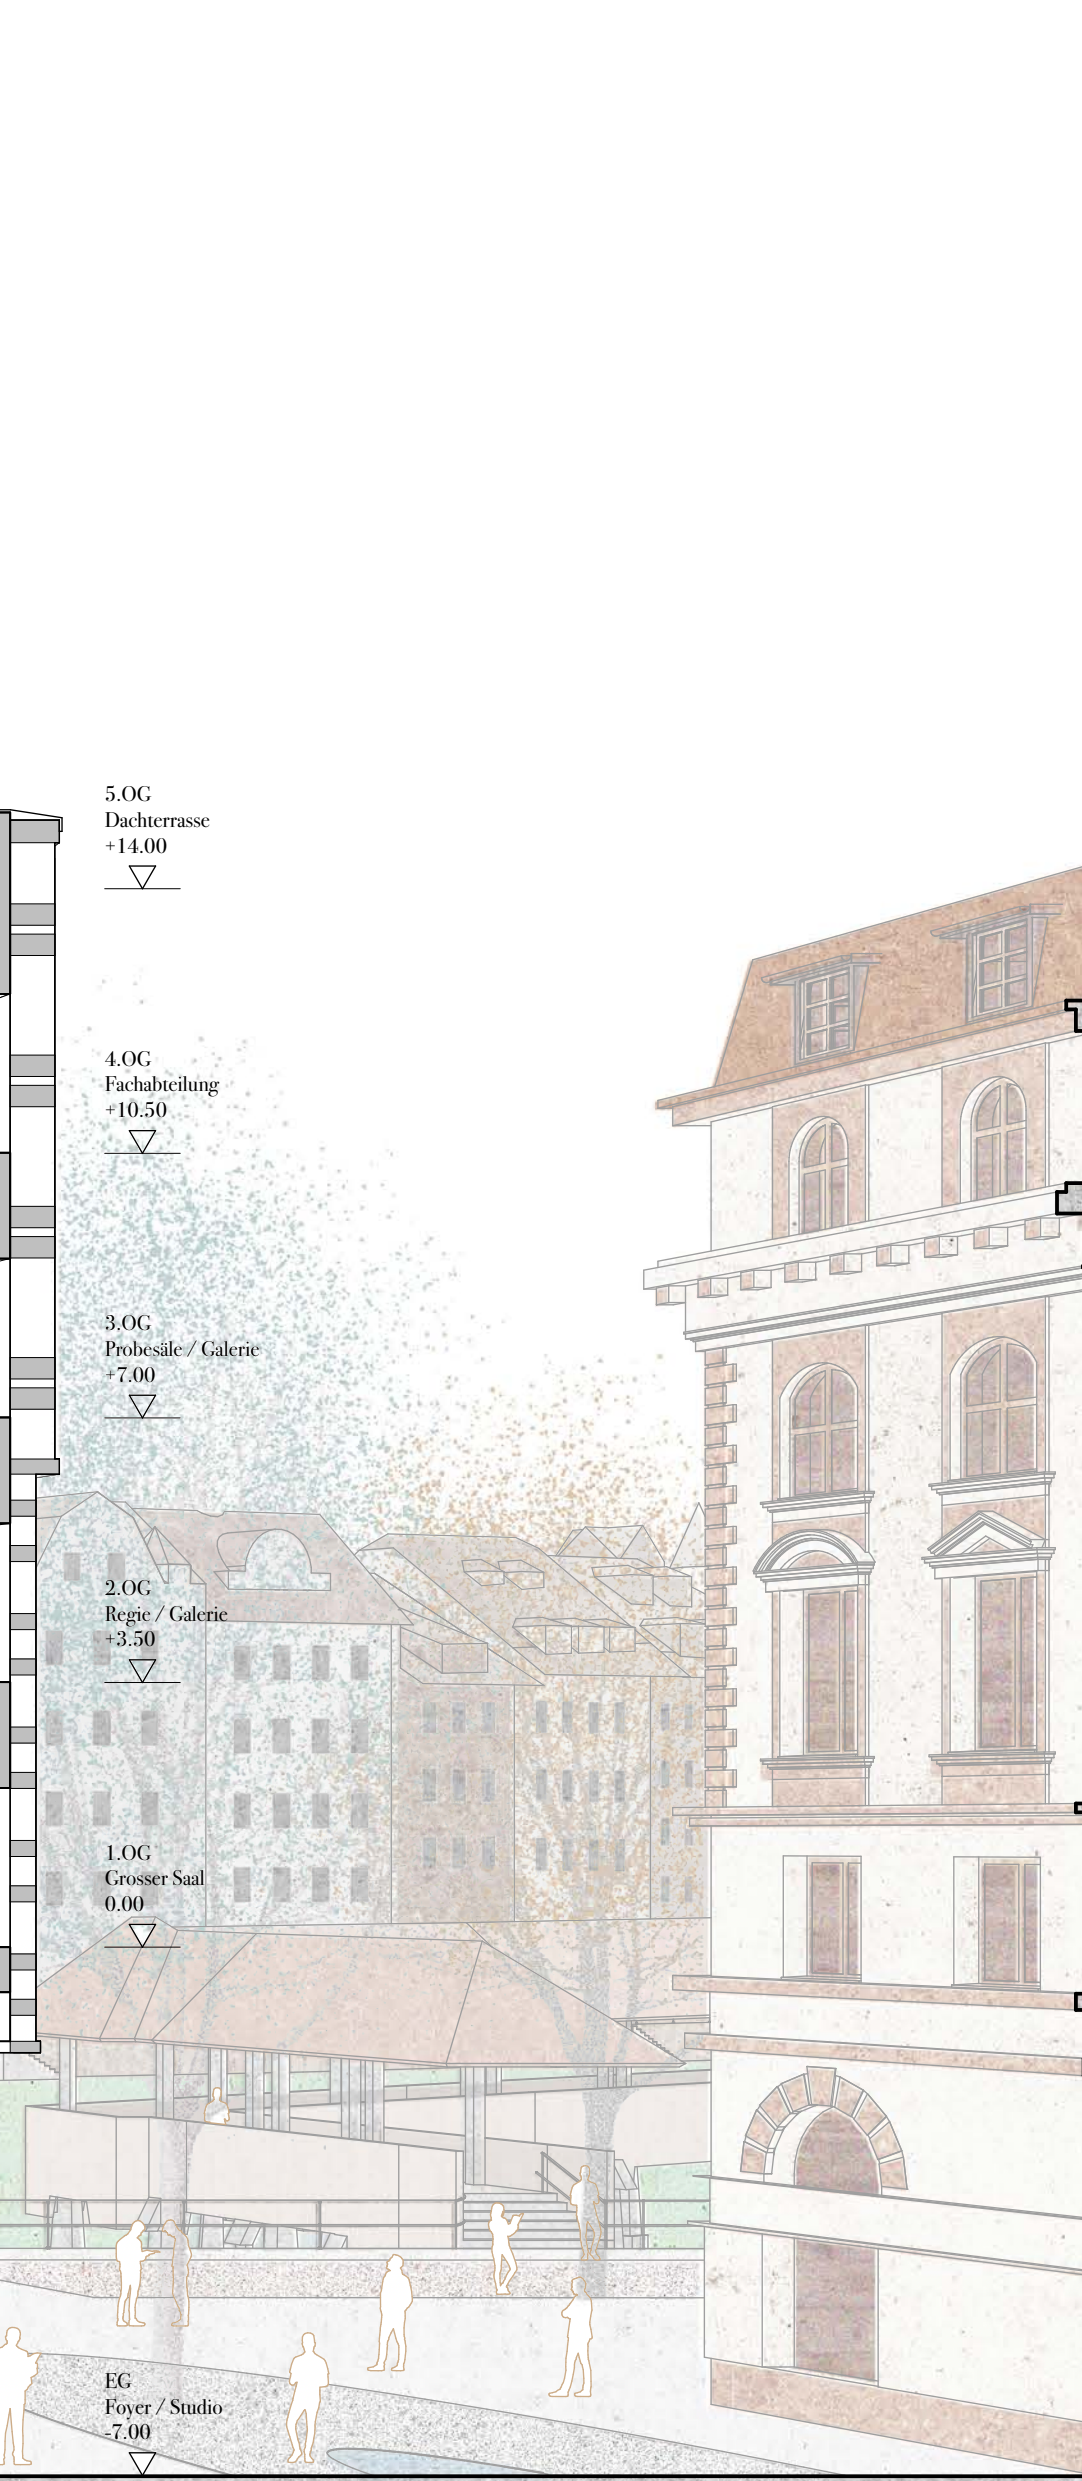 5.OG
Dachterrasse
+14.00
4.OG
Fachabteilung
+10.50
3.OG
Probesäle / Galerie
+7.00
2.OG
Regie / Galerie
+3.50
1.OG
Grosser Saal
0.00
EG
Foyer / Studio
-7.00